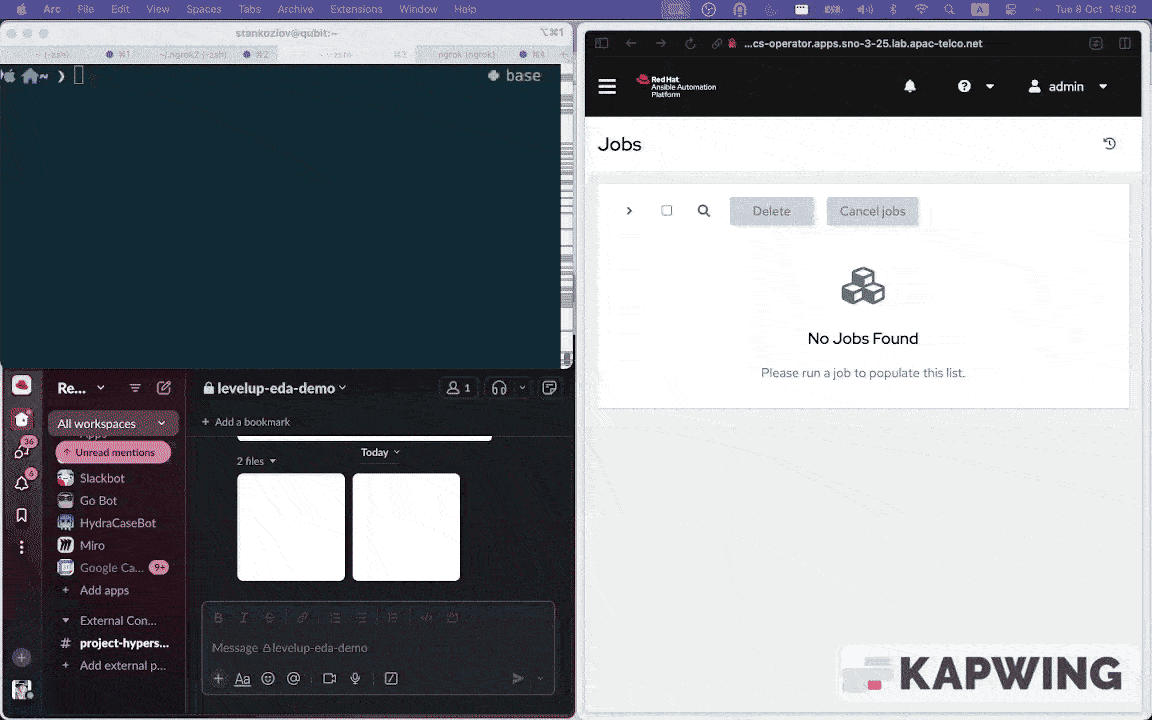 Arc File Edit View Spaces Tabs Archive Extensions Window Help
A Tue 8 Oct 16:02
stankozlov@qubit:~
⌥⌘1
⌘1 ~/.ngrok2 (-zsh) ⌘2 ~ -zsh ⌘3 ngrok (ngrok) ⌘4
~ ❯
base
...cs-operator.apps.sno-3-25.lab.apac-telco.net
Red Hat
Ansible Automation
Platform
admin
Jobs
Delete Cancel jobs
No Jobs Found
Please run a job to populate this list.
Re...
All workspaces
Apps
Unread mentions
36
6
Slackbot
Go Bot
HydraCaseBot
Miro
Google Ca... 9+
+ Add apps
External Con...
# project-hypers...
+ Add external p...
levelup-eda-demo
1
+ Add a bookmark
Today
2 files
B I S
Message levelup-eda-demo
+ Aa
KAPWING